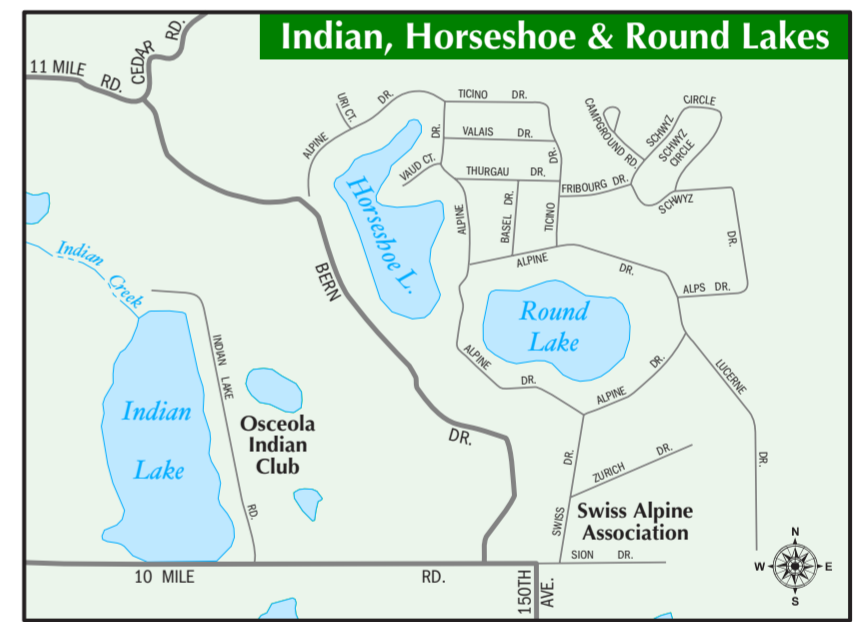 Indian, Horseshoe & Round Lakes
11 MILE RD.
CEDAR RD.
URI CT.
ALPINE DR.
TICINO DR.
DR.
VALAIS DR.
DR.
VAUD CT.
THURGAU DR.
CAMPGROUND RD.
SCHWYZ CIRCLE
SCHWYZ
CIRCLE
FRIBOURG DR.
SCHWYZ DR.
Horseshoe L.
ALPINE
BASEL DR.
TICINO
Indian Creek
BERN DR.
ALPINE DR.
ALPS DR.
Round
Lake
INDIAN LAKE RD.
ALPINE DR.
ALPINE DR.
LUCERNE DR.
Indian
Lake
Osceola
Indian
Club
SWISS DR.
ZURICH DR.
Swiss Alpine
Association
SION DR.
N
W E
S
10 MILE RD.
150TH
AVE.